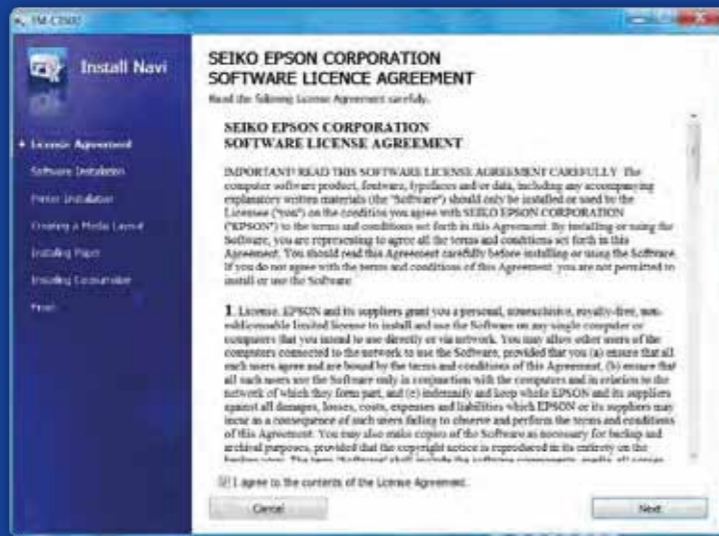 TM-C3500
Install Navi
License Agreement
Software Installation
Printer Installation
Creating a Media Layout
Installing Paper
Installing Consumables
Finish
SEIKO EPSON CORPORATION
SOFTWARE LICENCE AGREEMENT
Read the following License Agreement carefully.
SEIKO EPSON CORPORATION
SOFTWARE LICENSE AGREEMENT
IMPORTANT! READ THIS SOFTWARE LICENSE AGREEMENT CAREFULLY. The
computer software product, fontware, typefaces and/or data, including any accompanying
explanatory written materials (the "Software") should only be installed or used by the
Licensee ("you") on the condition you agree with SEIKO EPSON CORPORATION
("EPSON") to the terms and conditions set forth in this Agreement. By installing or using the
Software, you are representing to agree all the terms and conditions set forth in this
Agreement. You should read this Agreement carefully before installing or using the Software.
If you do not agree with the terms and conditions of this Agreement, you are not permitted to
install or use the Software.
1. License. EPSON and its suppliers grant you a personal, nonexclusive, royalty-free, non-
sublicensable limited license to install and use the Software on any single computer or
computers that you intend to use directly or via network. You may allow other users of the
computers connected to the network to use the Software, provided that you (a) ensure that all
such users agree and are bound by the terms and conditions of this Agreement, (b) ensure that
all such users use the Software only in conjunction with the computers and in relation to the
network of which they form part, and (c) indemnify and keep whole EPSON and its suppliers
against all damages, losses, costs, expenses and liabilities which EPSON or its suppliers may
incur as a consequence of such users failing to observe and perform the terms and conditions
of this Agreement. You may also make copies of the Software as necessary for backup and
archival purposes, provided that the copyright notice is reproduced in its entirety on the
backup copy. The term "Software" shall include the software components, media, all copies
I agree to the contents of the License Agreement.
Cancel
Next